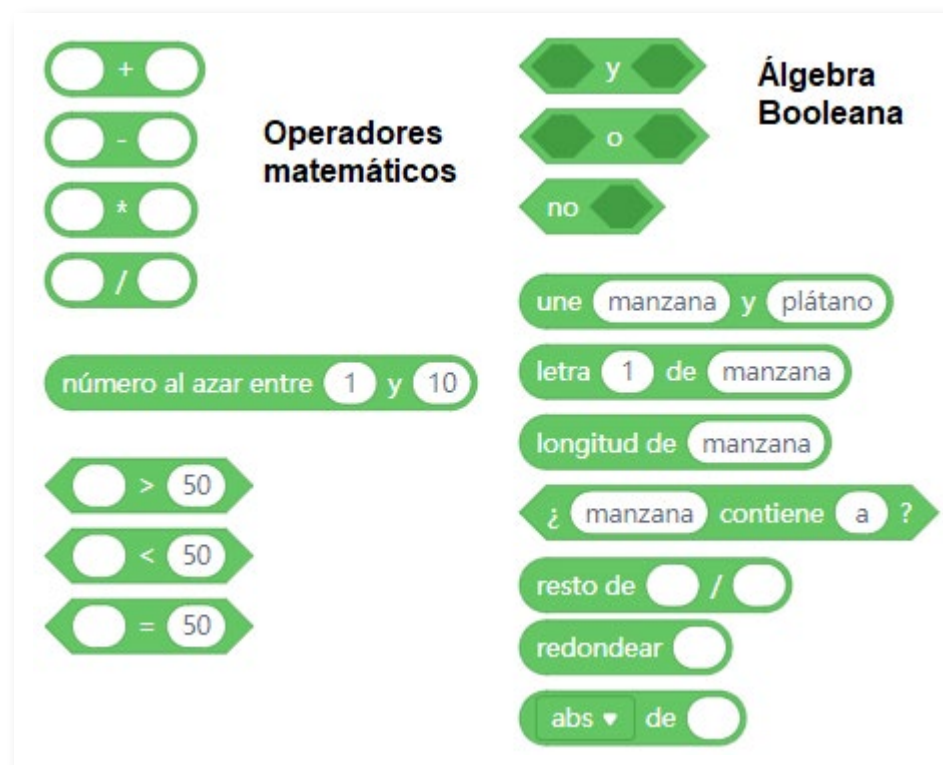 +
-
*
/
Operadores
matemáticos
número al azar entre 1 y 10
> 50
< 50
= 50
y
o
no
Álgebra
Booleana
une manzana y plátano
letra 1 de manzana
longitud de manzana
¿ manzana contiene a ?
resto de /
redondear
abs de